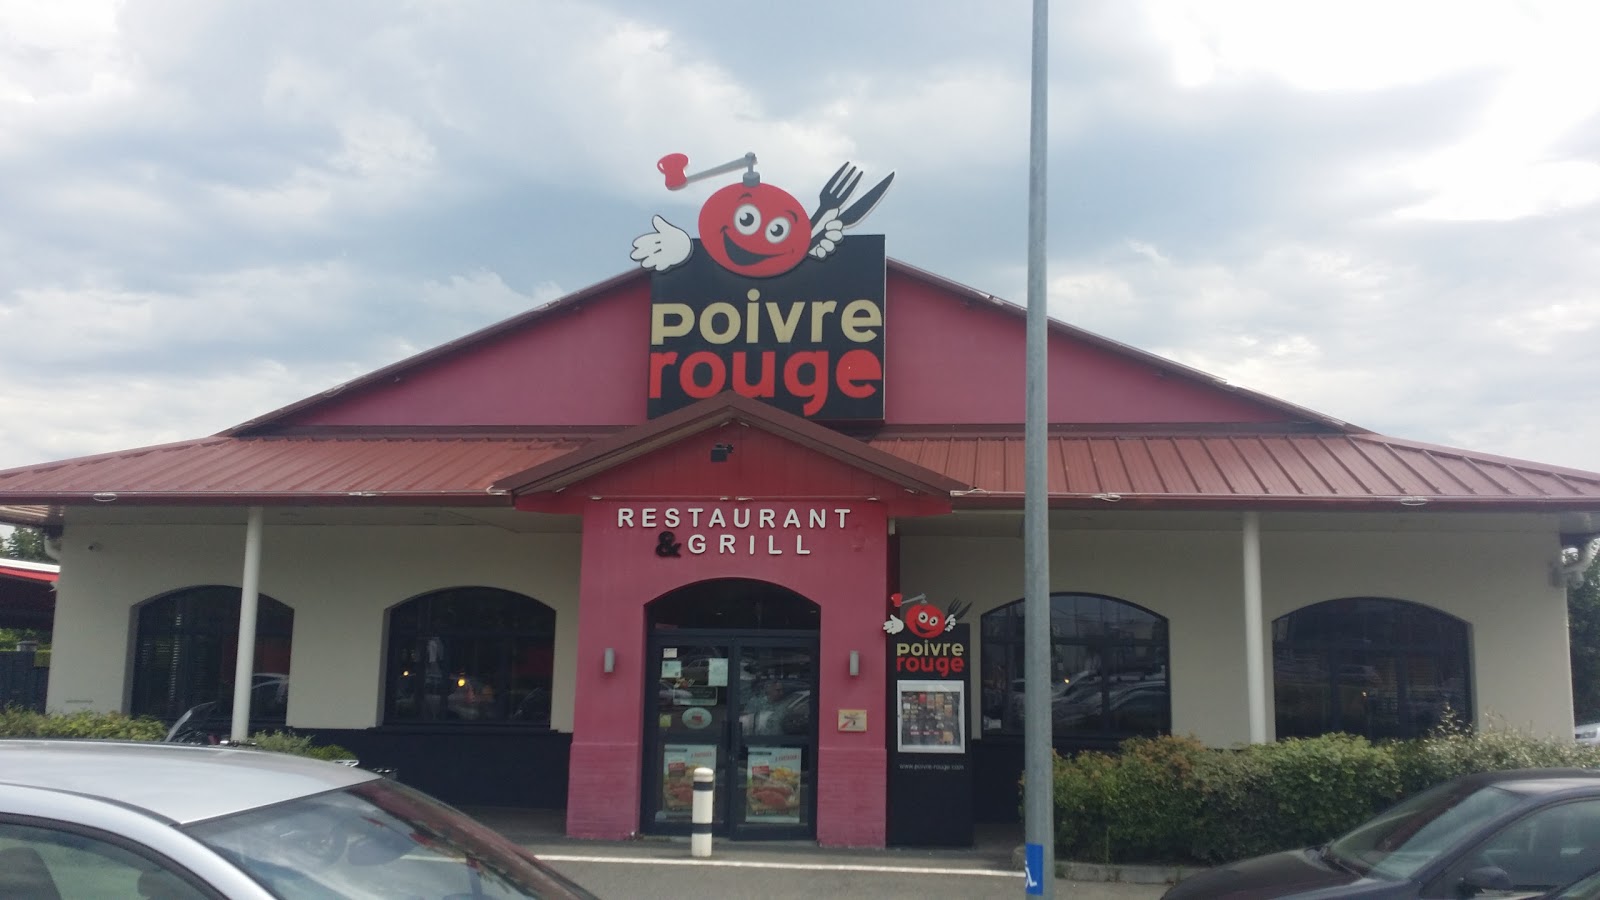 poivre
rouge
RESTAURANT
& GRILL
poivre
rouge
www.poivre-rouge.com